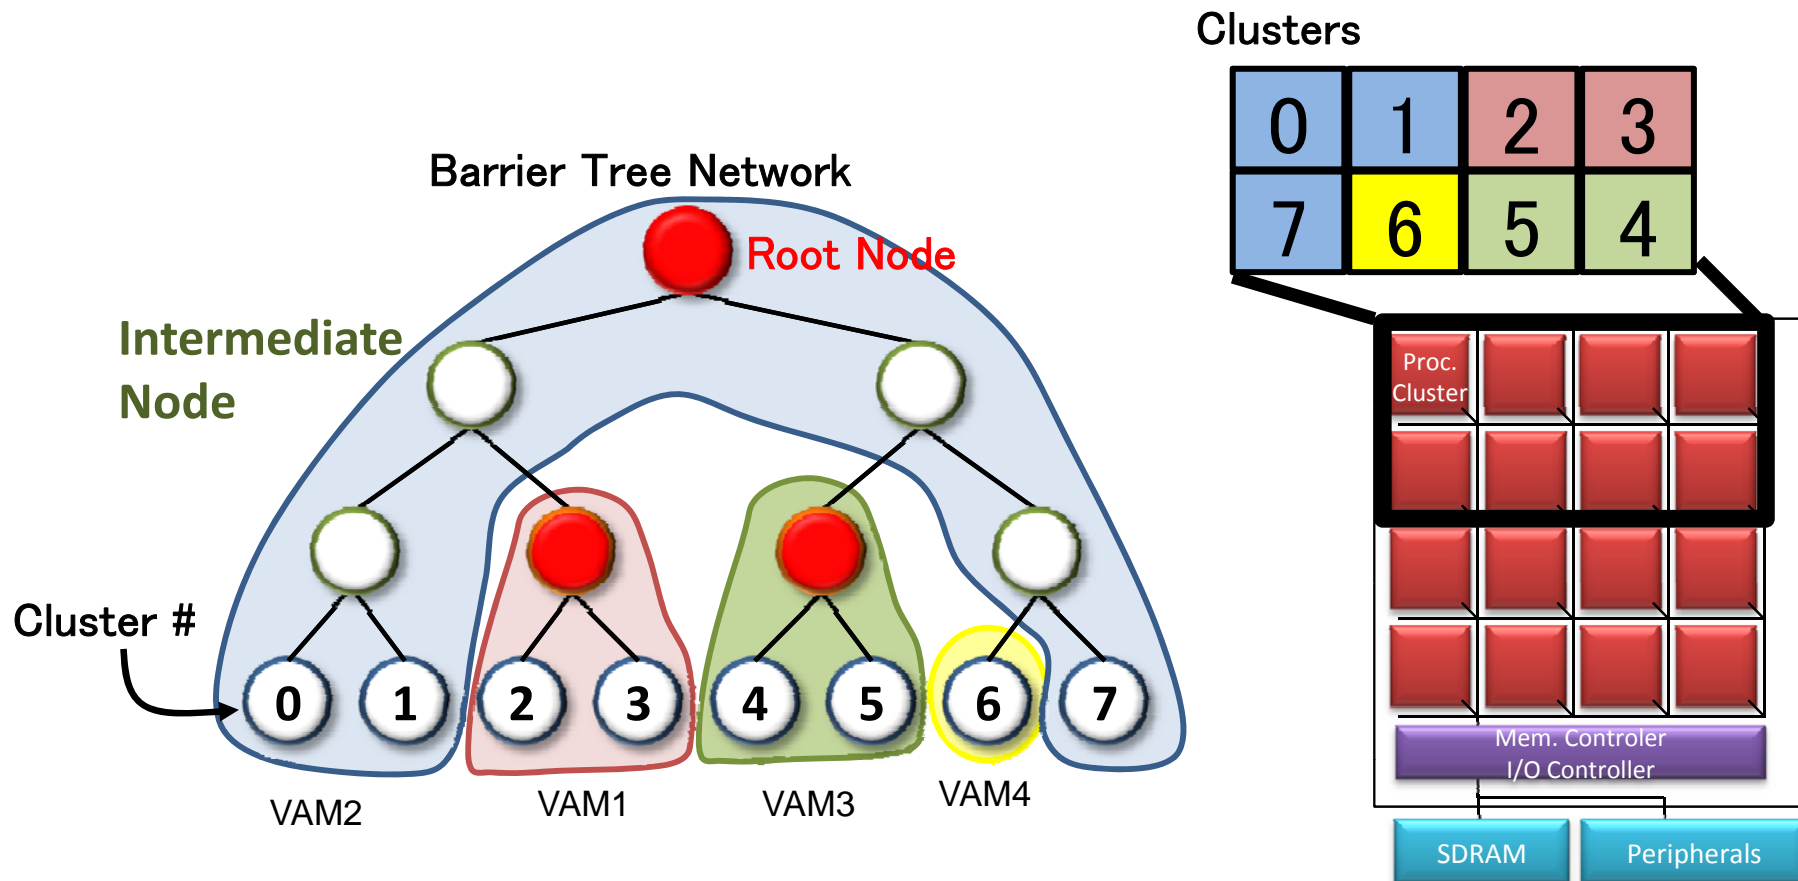 Clusters
0 1 2 3
7 6 5 4
Barrier Tree Network
Root Node
Intermediate
Node
Cluster #
0 1 2 3 4 5 6 7
VAM2
VAM1
VAM3
VAM4
Proc.
Cluster
Mem. Controler
I/O Controller
SDRAM
Peripherals